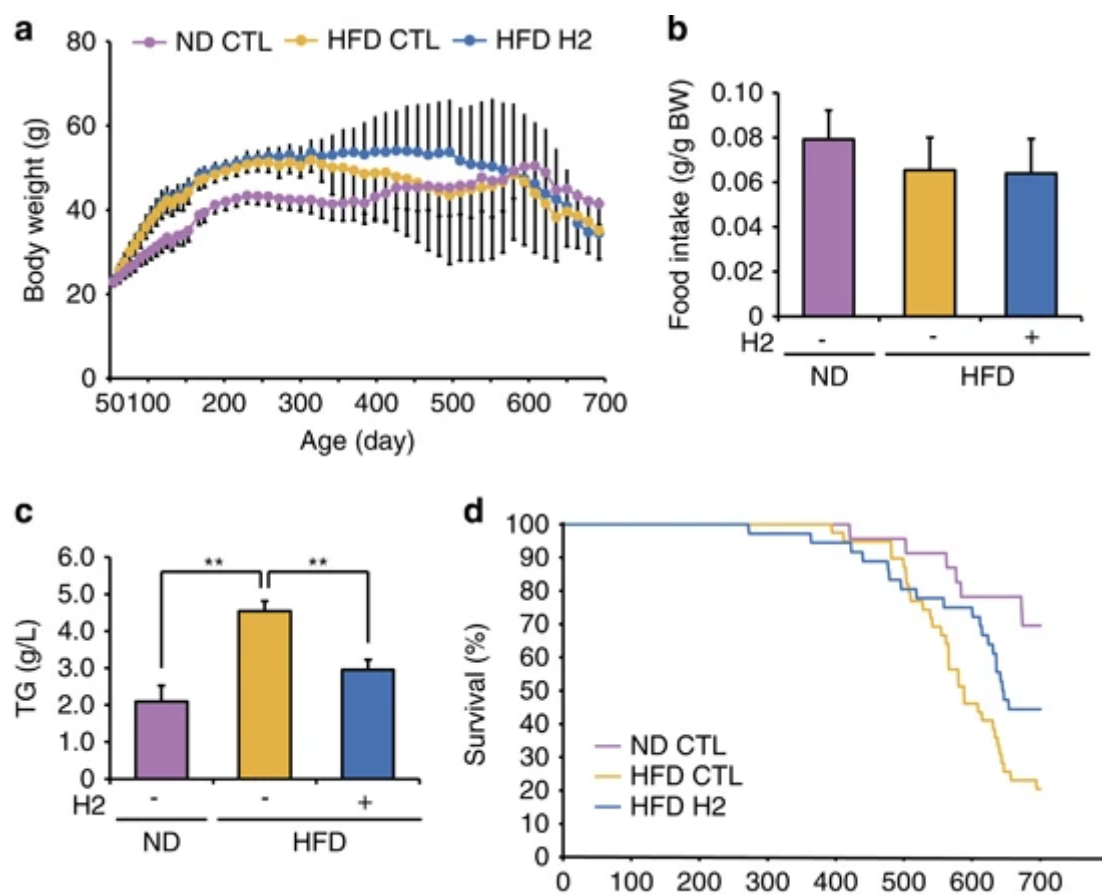 a
80
60
40
20
0
ND CTL HFD CTL HFD H2
Body weight (g)
50 100 200 300 400 500 600 700
Age (day)
b
0.10
0.08
0.06
0.04
0.02
0
Food intake (g/g BW)
H2 - - +
ND HFD
c
6.0
5.0
4.0
3.0
2.0
1.0
0
** **
TG (g/L)
H2 - - +
ND HFD
d
100
90
80
70
60
50
40
30
20
10
0
Survival (%)
ND CTL
HFD CTL
HFD H2
0 100 200 300 400 500 600 700